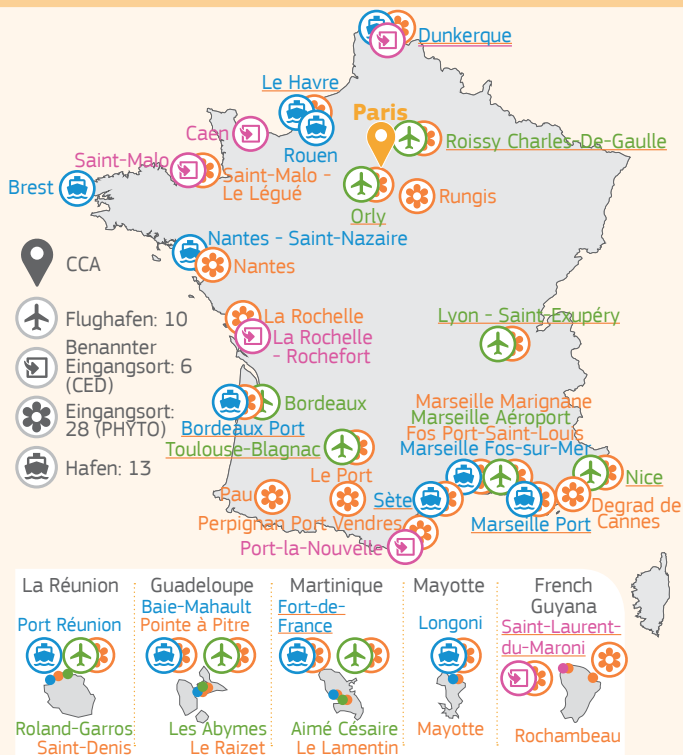 Dunkerque
Le Havre
Paris
Caen
Rouen
Roissy Charles-De-Gaulle
Saint-Malo
Saint-Malo -
Le Légué
Brest
Orly
Rungis
Nantes - Saint-Nazaire
Nantes
CCA
Flughafen: 10
Benannter
Eingangsort: 6
(CED)
Eingangsort:
28 (PHYTO)
Hafen: 13
La Rochelle
La Rochelle
- Rochefort
Lyon - Saint-Exupéry
Bordeaux
Bordeaux Port
Toulouse-Blagnac
Marseille Marignane
Marseille Aéroport
Fos Port-Saint-Louis
Marseille Fos-sur-Mer
Le Port
Pau
Perpignan Port Vendres
Port-la-Nouvelle
Sète
Marseille Port
Nice
Degrad de
Cannes
La Réunion
Port Réunion
Roland-Garros
Saint-Denis
Guadeloupe
Baie-Mahault
Pointe à Pitre
Les Abymes
Le Raizet
Martinique
Fort-de-
France
Aimé Césaire
Le Lamentin
Mayotte
Longoni
Mayotte
French
Guyana
Saint-Laurent-
du-Maroni
Rochambeau